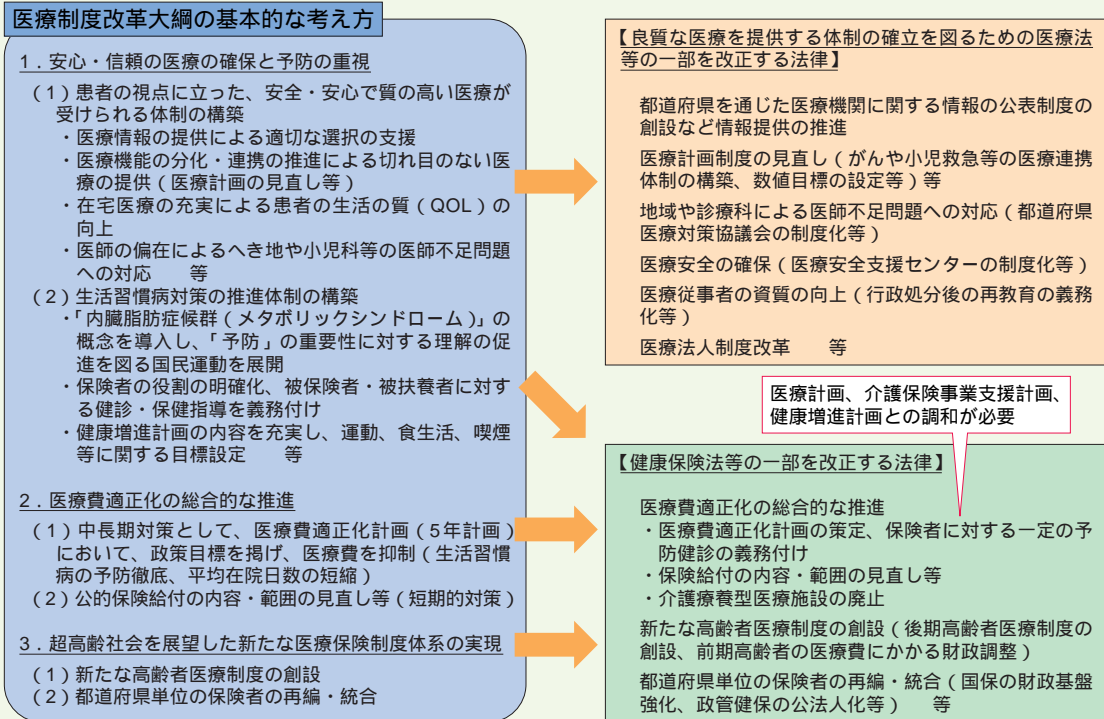 医療制度改革大綱の基本的な考え方
1．安心・信頼の医療の確保と予防の重視
（1）患者の視点に立った、安全・安心で質の高い医療が
受けられる体制の構築
・医療情報の提供による適切な選択の支援
・医療機能の分化・連携の推進による切れ目のない医
療の提供（医療計画の見直し等）
・在宅医療の充実による患者の生活の質（QOL）の
向上
・医師の偏在によるへき地や小児科等の医師不足問題
への対応　等
（2）生活習慣病対策の推進体制の構築
・「内臓脂肪症候群（メタボリックシンドローム）」の
概念を導入し、「予防」の重要性に対する理解の促
進を図る国民運動を展開
・保険者の役割の明確化、被保険者・被扶養者に対す
る健診・保健指導を義務付け
・健康増進計画の内容を充実し、運動、食生活、喫煙
等に関する目標設定　等
2．医療費適正化の総合的な推進
（1）中長期対策として、医療費適正化計画（5年計画）
において、政策目標を掲げ、医療費を抑制（生活習慣
病の予防徹底、平均在院日数の短縮）
（2）公的保険給付の内容・範囲の見直し等（短期的対策）
3．超高齢社会を展望した新たな医療保険制度体系の実現
（1）新たな高齢者医療制度の創設
（2）都道府県単位の保険者の再編・統合
【良質な医療を提供する体制の確立を図るための医療法
等の一部を改正する法律】
都道府県を通じた医療機関に関する情報の公表制度の
創設など情報提供の推進
医療計画制度の見直し（がんや小児救急等の医療連携
体制の構築、数値目標の設定等）等
地域や診療科による医師不足問題への対応（都道府県
医療対策協議会の制度化等）
医療安全の確保（医療安全支援センターの制度化等）
医療従事者の資質の向上（行政処分後の再教育の義務
化等）
医療法人制度改革　等
医療計画、介護保険事業支援計画、
健康増進計画との調和が必要
【健康保険法等の一部を改正する法律】
医療費適正化の総合的な推進
・医療費適正化計画の策定、保険者に対する一定の予
防健診の義務付け
・保険給付の内容・範囲の見直し等
・介護療養型医療施設の廃止
新たな高齢者医療制度の創設（後期高齢者医療制度の
創設、前期高齢者の医療費にかかる財政調整）
都道府県単位の保険者の再編・統合（国保の財政基盤
強化、政管健保の公法人化等）　等